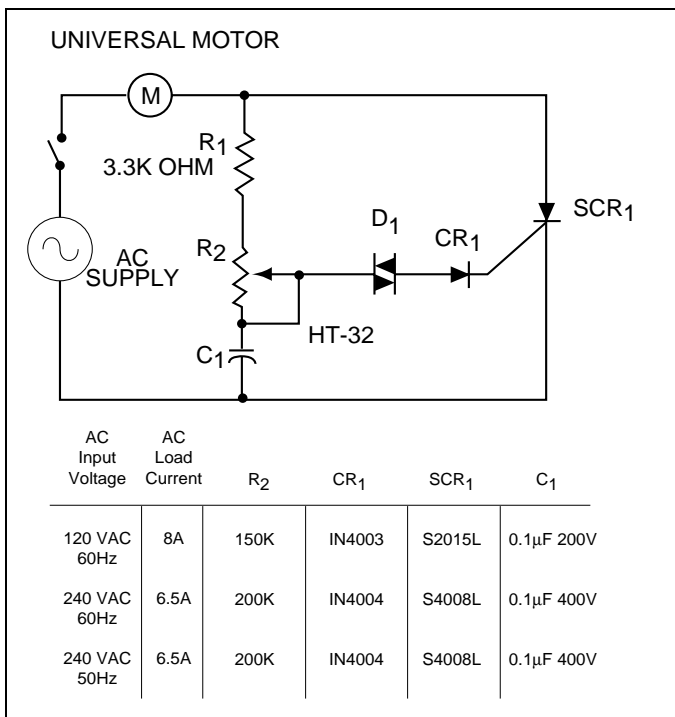 UNIVERSAL MOTOR
M
R1
3.3K OHM
D1
SCR1
CR1
R2
AC
SUPPLY
HT-32
C1
AC Input Voltage AC Load Current R2 CR1 SCR1 C1
120 VAC 60Hz 8A 150K IN4003 S2015L 0.1μF 200V
240 VAC 60Hz 6.5A 200K IN4004 S4008L 0.1μF 400V
240 VAC 50Hz 6.5A 200K IN4004 S4008L 0.1μF 400V